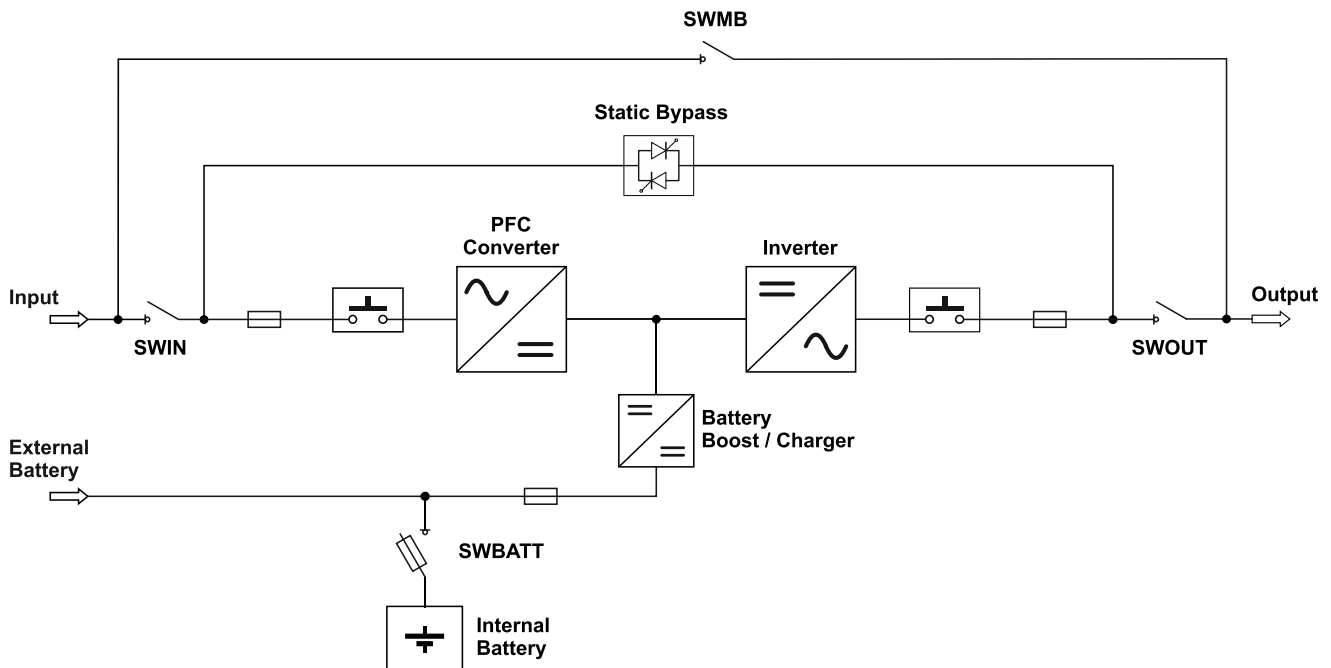 SWMB
Static Bypass
PFC
Converter
Inverter
Input
Output
SWIN
SWOUT
Battery
Boost / Charger
External
Battery
SWBATT
Internal
Battery